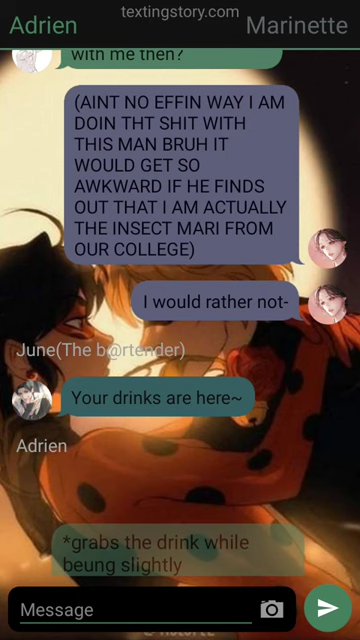 textingstory.com
Adrien
Marinette
with me then?
(AINT NO EFFIN WAY I AM
DOIN THT SHIT WITH
THIS MAN BRUH IT
WOULD GET SO
AWKWARD IF HE FINDS
OUT THAT I AM ACTUALLY
THE INSECT MARI FROM
OUR COLLEGE)
I would rather not-
June(The b@rtender)
Your drinks are here~
Adrien
*grabs the drink while
beung slightly
Message